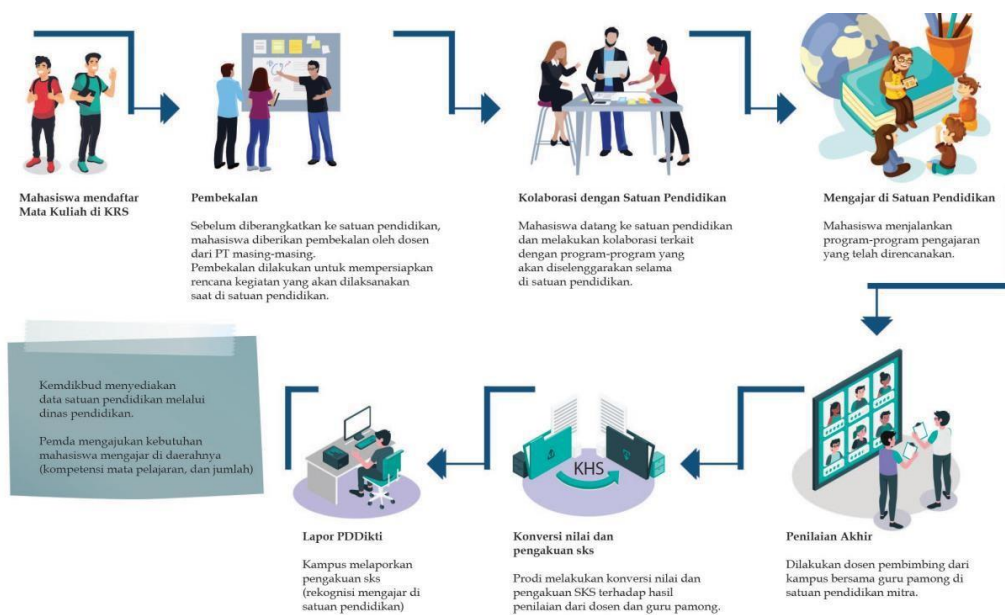 Mahasiswa mendaftar
Mata Kuliah di KRS
Pembekalan
Sebelum diberangkatkan ke satuan pendidikan,
mahasiswa diberikan pembekalan oleh dosen
dari PT masing-masing.
Pembekalan dilakukan untuk mempersiapkan
rencana kegiatan yang akan dilaksanakan
saat di satuan pendidikan.
Kolaborasi dengan Satuan Pendidikan
Mahasiswa datang ke satuan pendidikan
dan melakukan kolaborasi terkait
dengan program-program yang
akan diselenggarakan selama
di satuan pendidikan.
Mengajar di Satuan Pendidikan
Mahasiswa menjalankan
program-program pengajaran
yang telah direncanakan.
Kemdikbud menyediakan
data satuan pendidikan melalui
dinas pendidikan.
Pemda mengajukan kebutuhan
mahasiswa mengajar di daerahnya
(kompetensi mata pelajaran, dan jumlah)
Lapor PDDikti
Kampus melaporkan
pengakuan sks
(rekognisi mengajar di
satuan pendidikan)
KHS
Konversi nilai dan
pengakuan sks
Prodi melakukan konversi nilai dan
pengakuan SKS terhadap hasil
penilaian dari dosen dan guru pamong.
Penilaian Akhir
Dilakukan dosen pembimbing dari
kampus bersama guru pamong di
satuan pendidikan mitra.